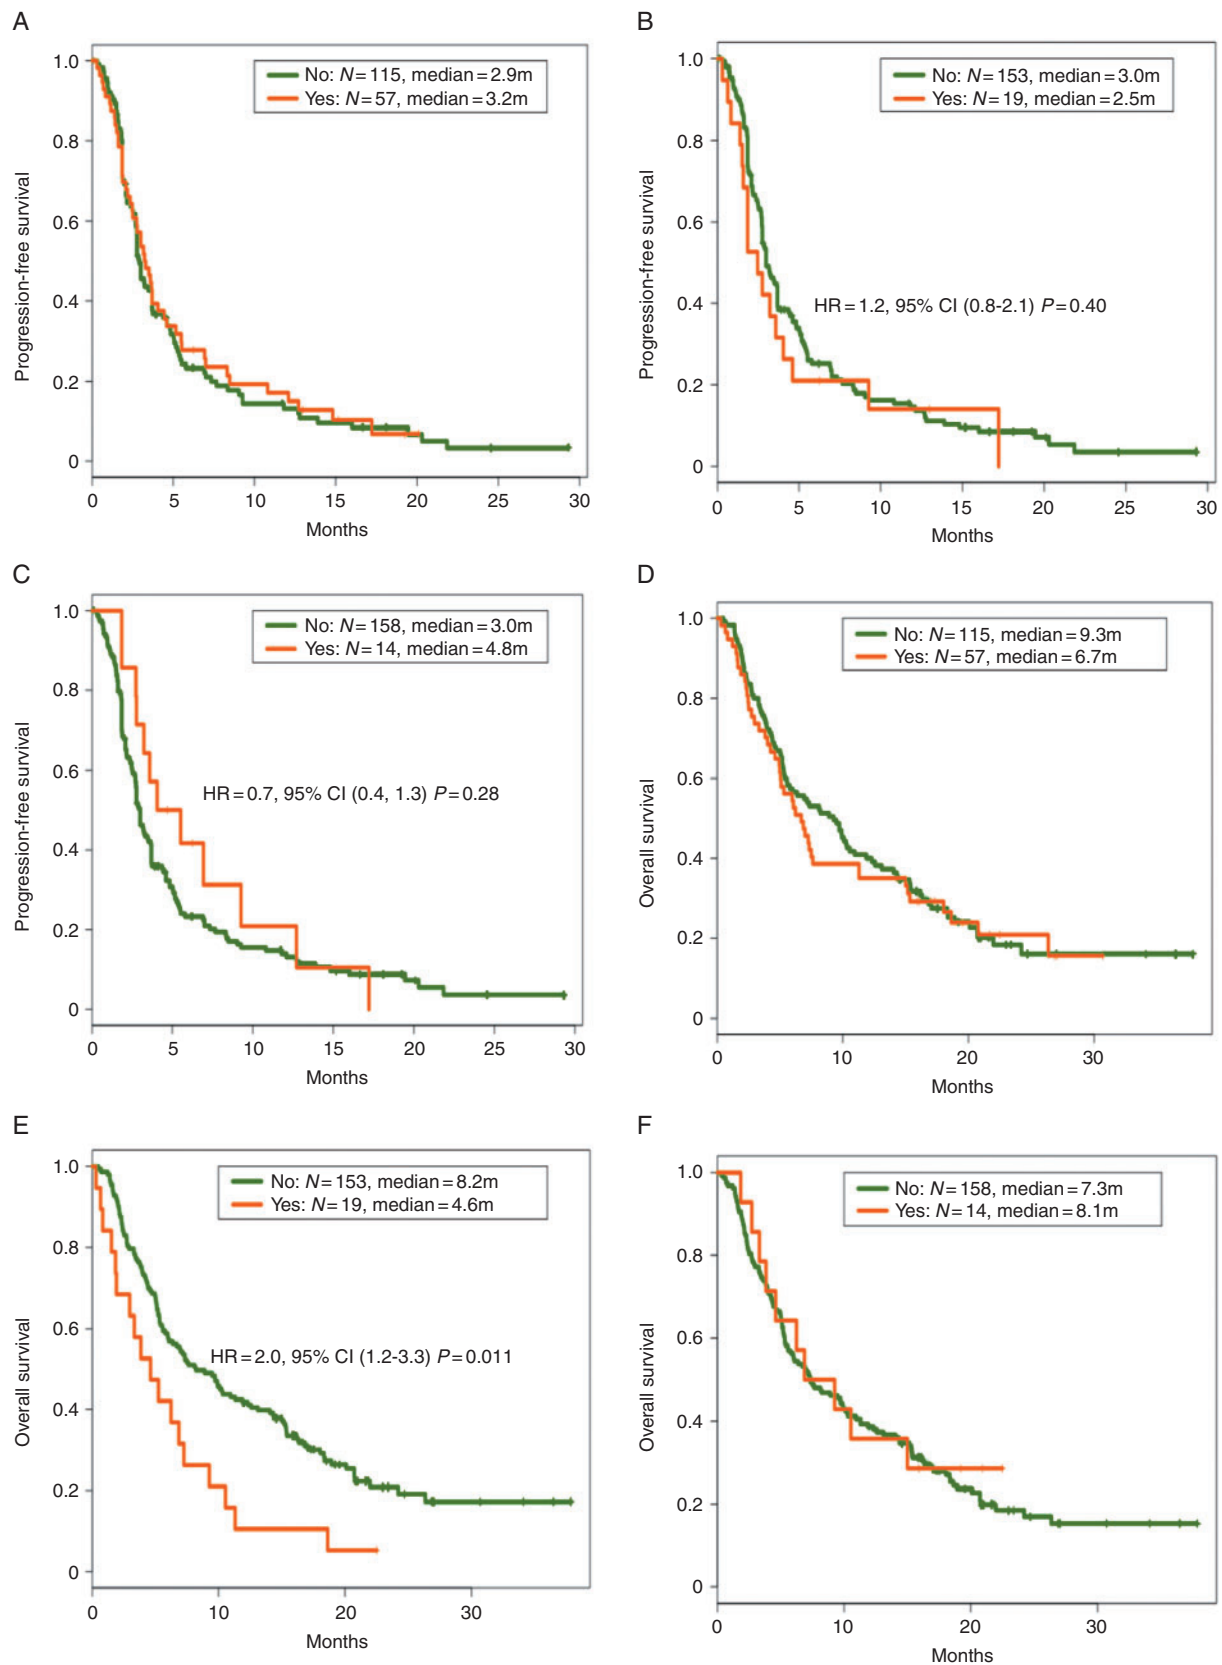 A
1.0
0.8
0.6
0.4
0.2
0
Progression-free survival
No: N=115, median=2.9m
Yes: N=57, median=3.2m
0 5 10 15 20 25 30
Months
B
1.0
0.8
0.6
0.4
0.2
0
Progression-free survival
No: N=153, median=3.0m
Yes: N=19, median=2.5m
HR=1.2, 95% CI (0.8-2.1) P=0.40
0 5 10 15 20 25 30
Months
C
1.0
0.8
0.6
0.4
0.2
0
Progression-free survival
No: N=158, median=3.0m
Yes: N=14, median=4.8m
HR=0.7, 95% CI (0.4, 1.3) P=0.28
0 5 10 15 20 25 30
Months
D
1.0
0.8
0.6
0.4
0.2
0
Overall survival
No: N=115, median=9.3m
Yes: N=57, median=6.7m
0 10 20 30
Months
E
1.0
0.8
0.6
0.4
0.2
0
Overall survival
No: N=153, median=8.2m
Yes: N=19, median=4.6m
HR=2.0, 95% CI (1.2-3.3) P=0.011
0 10 20 30
Months
F
1.0
0.8
0.6
0.4
0.2
0
Overall survival
No: N=158, median=7.3m
Yes: N=14, median=8.1m
0 10 20 30
Months